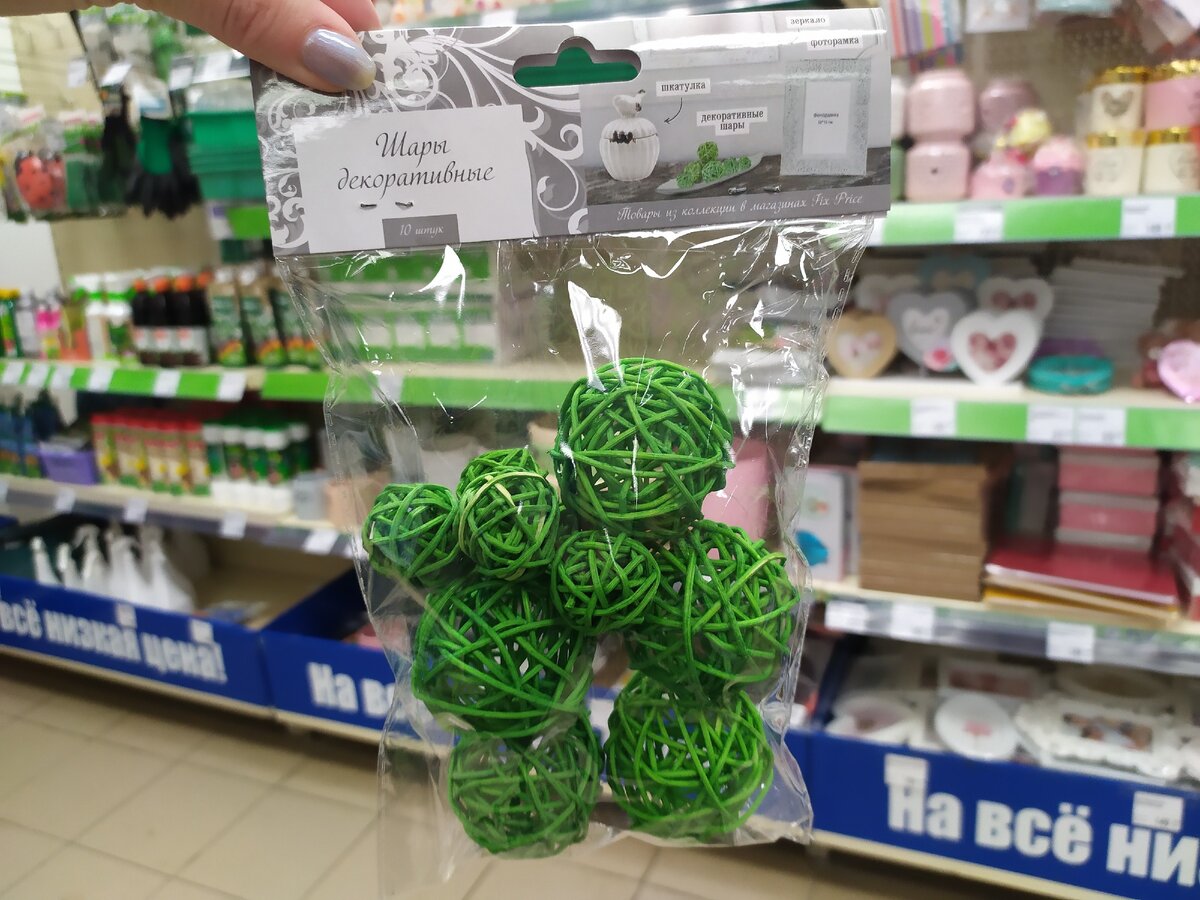 Шары
декоративные
10 штук
зеркало
фоторамка
шкатулка
декоративные
шары
Фоторамка
Товары из коллекции в магазинах Fix Price
всё низкая цена!
На вс
На всё ни